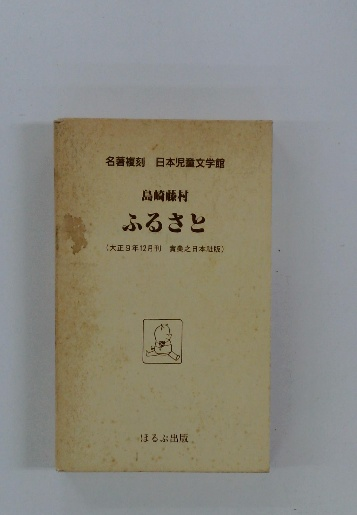 名著複刻 日本児童文学館
島崎藤村
ふるさと
（大正9年12月刊 實業之日本社版）
ほるぷ出版